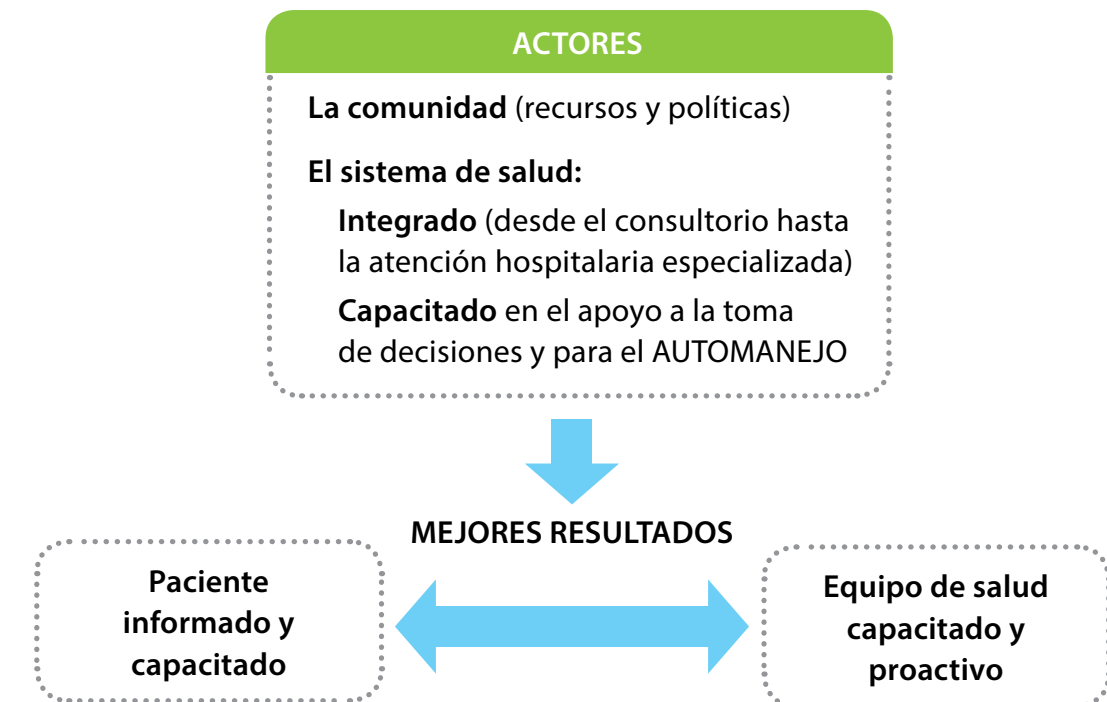 ACTORES
La comunidad (recursos y políticas)
El sistema de salud:
Integrado (desde el consultorio hasta
la atención hospitalaria especializada)
Capacitado en el apoyo a la toma
de decisiones y para el AUTOMANEJO
MEJORES RESULTADOS
Paciente
informado y
capacitado
Equipo de salud
capacitado y
proactivo